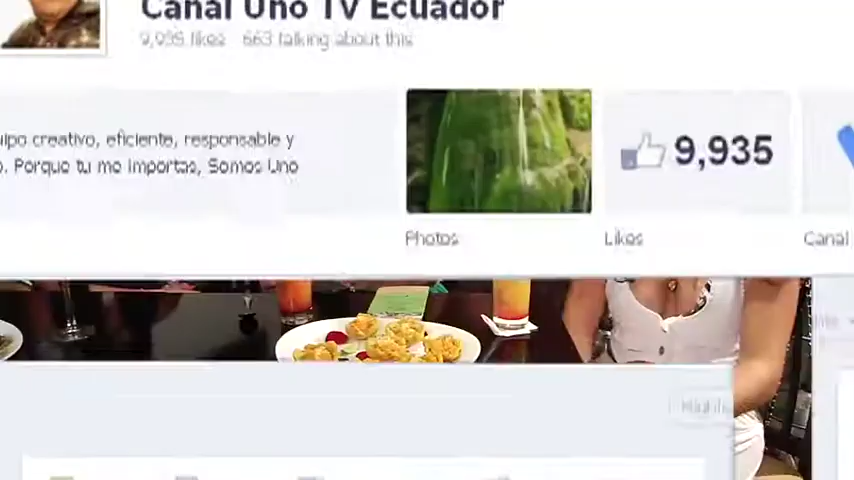 Canal Uno TV Ecuador
9,935 likes 663 talking about this
uipo creativo, eficiente, responsable y
o. Porque tu me importas, Somos Uno
9,935
Photos
Likes
Canal